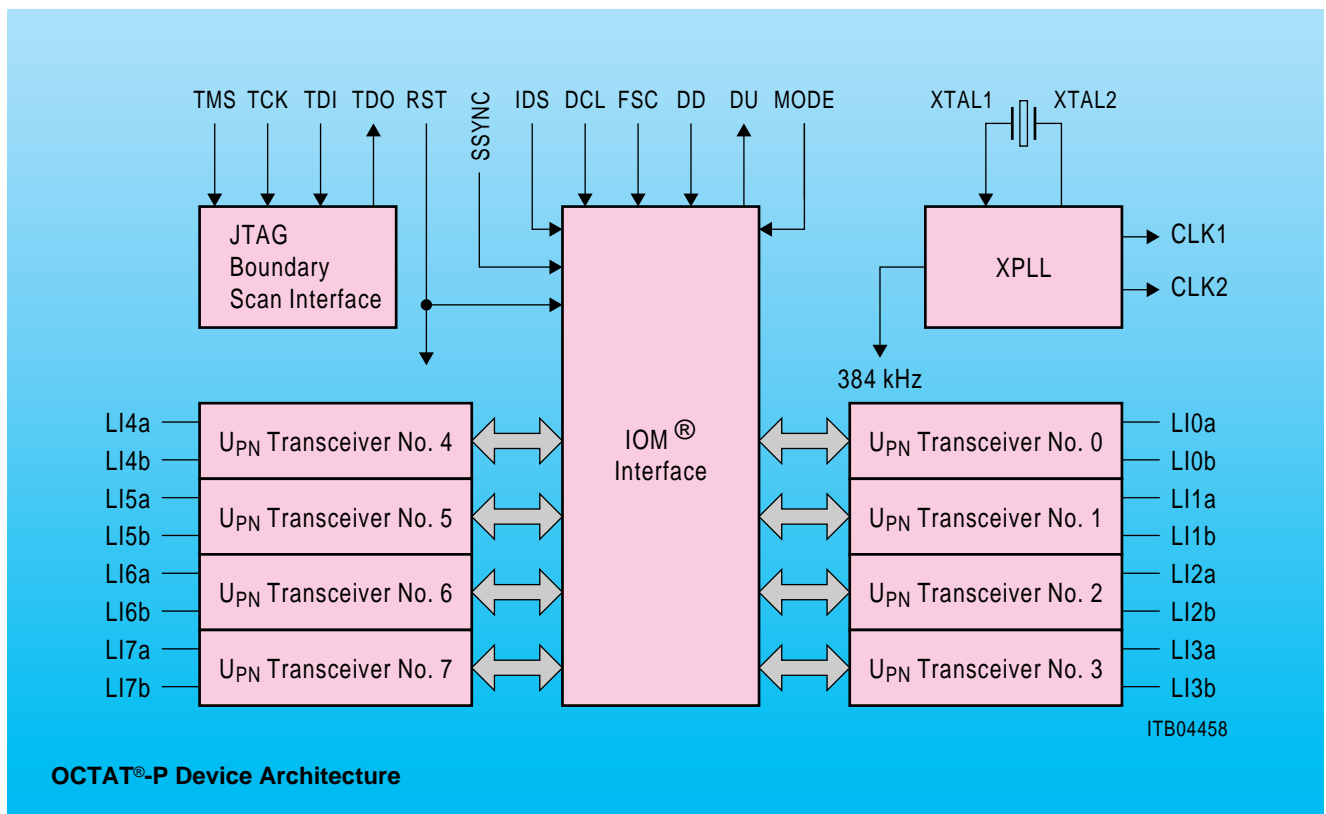 TMS TCK TDI TDO RST SSYNC IDS DCL FSC DD DU MODE XTAL1 XTAL2
JTAG
Boundary
Scan Interface
XPLL
CLK1
CLK2
384 kHz
IOM®
Interface
LI4a
LI4b
UPN Transceiver No. 4
LI5a
LI5b
UPN Transceiver No. 5
LI6a
LI6b
UPN Transceiver No. 6
LI7a
LI7b
UPN Transceiver No. 7
UPN Transceiver No. 0
LI0a
LI0b
UPN Transceiver No. 1
LI1a
LI1b
UPN Transceiver No. 2
LI2a
LI2b
UPN Transceiver No. 3
LI3a
LI3b
ITB04458
OCTAT®-P Device Architecture